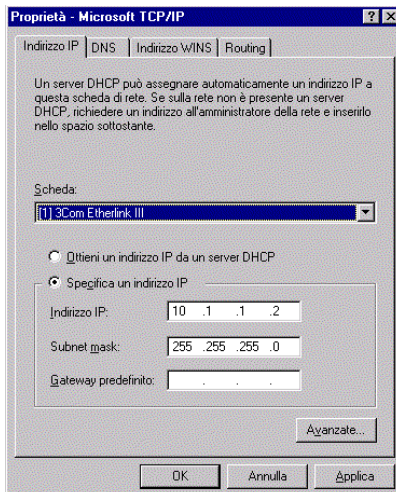 Proprietà - Microsoft TCP/IP
Indirizzo IP DNS Indirizzo WINS Routing
Un server DHCP può assegnare automaticamente un indirizzo IP a
questa scheda di rete. Se sulla rete non è presente un server
DHCP, richiedere un indirizzo all'amministratore della rete e inserirlo
nello spazio sottostante.
Scheda:
[1] 3Com Etherlink III
Ottieni un indirizzo IP da un server DHCP
Specifica un indirizzo IP
Indirizzo IP: 10 .1 .1 .2
Subnet mask: 255 .255 .255 .0
Gateway predefinito: . . .
Avanzate...
OK Annulla Applica